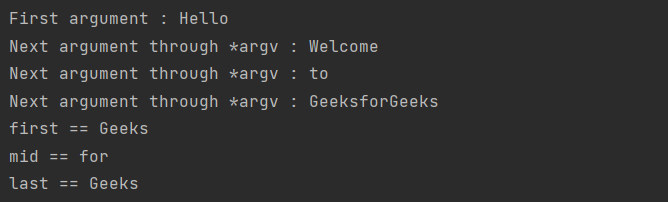 First argument : Hello
Next argument through *argv : Welcome
Next argument through *argv : to
Next argument through *argv : GeeksforGeeks
first == Geeks
mid == for
last == Geeks